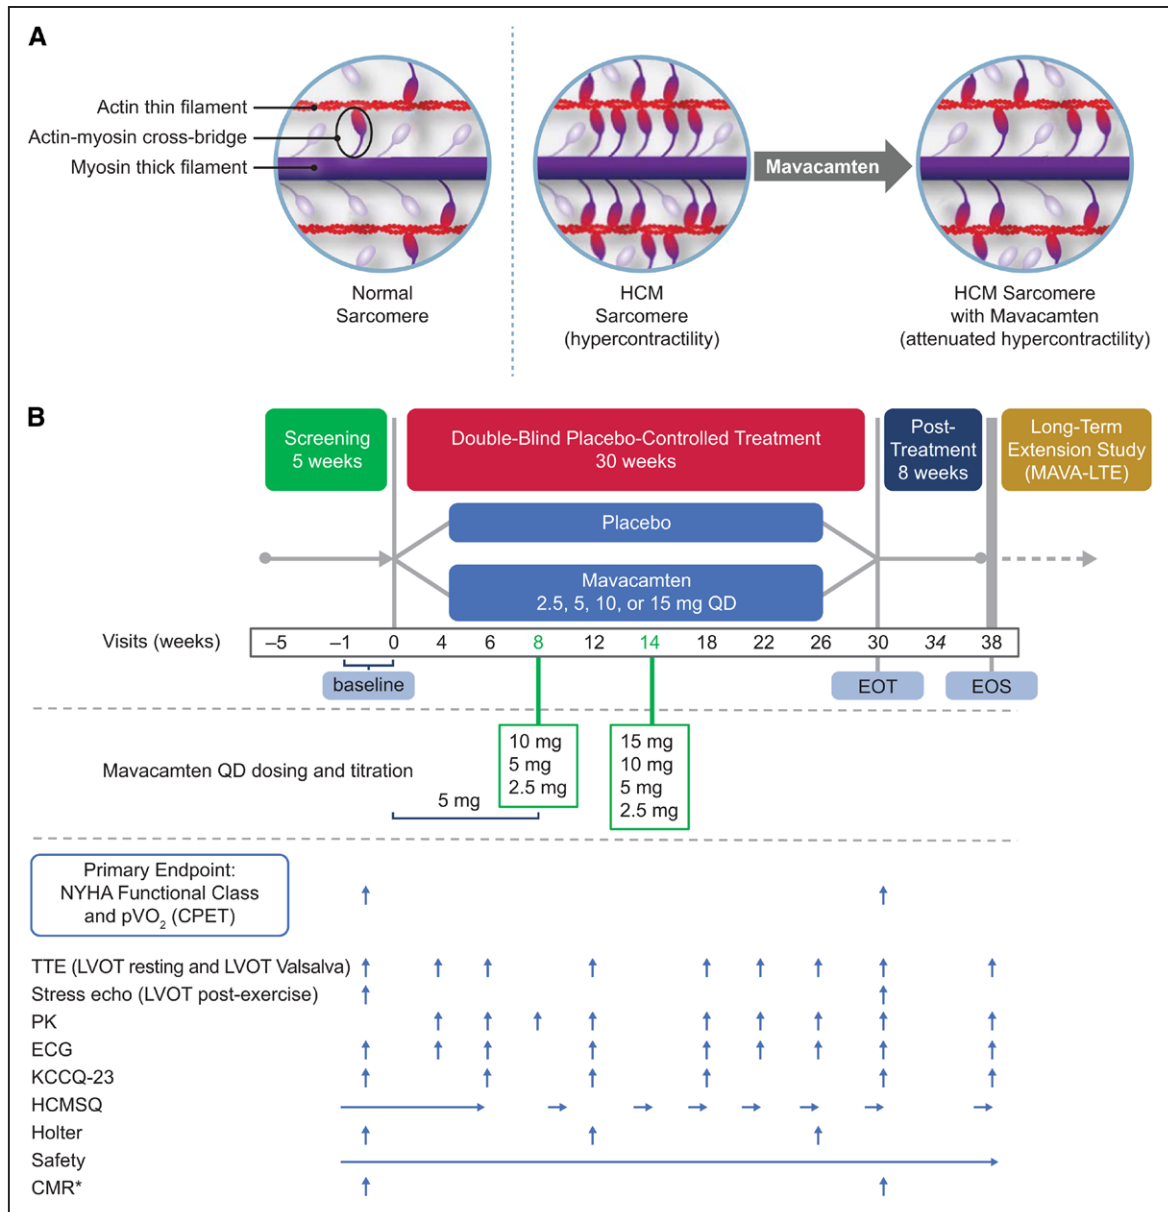 A
Actin thin filament
Actin-myosin cross-bridge
Myosin thick filament
Mavacamten
Normal
Sarcomere
HCM
Sarcomere
(hypercontractility)
HCM Sarcomere
with Mavacamten
(attenuated hypercontractility)
B
Screening
5 weeks
Double-Blind Placebo-Controlled Treatment
30 weeks
Post-
Treatment
8 weeks
Long-Term
Extension Study
(MAVA-LTE)
Placebo
Mavacamten
2.5, 5, 10, or 15 mg QD
Visits (weeks) –5 –1 0 4 6 8 12 14 18 22 26 30 34 38
baseline EOT EOS
Mavacamten QD dosing and titration
5 mg
10 mg
5 mg
2.5 mg
15 mg
10 mg
5 mg
2.5 mg
Primary Endpoint:
NYHA Functional Class
and pVO2 (CPET)
TTE (LVOT resting and LVOT Valsalva)
Stress echo (LVOT post-exercise)
PK
ECG
KCCQ-23
HCMSQ
Holter
Safety
CMR*